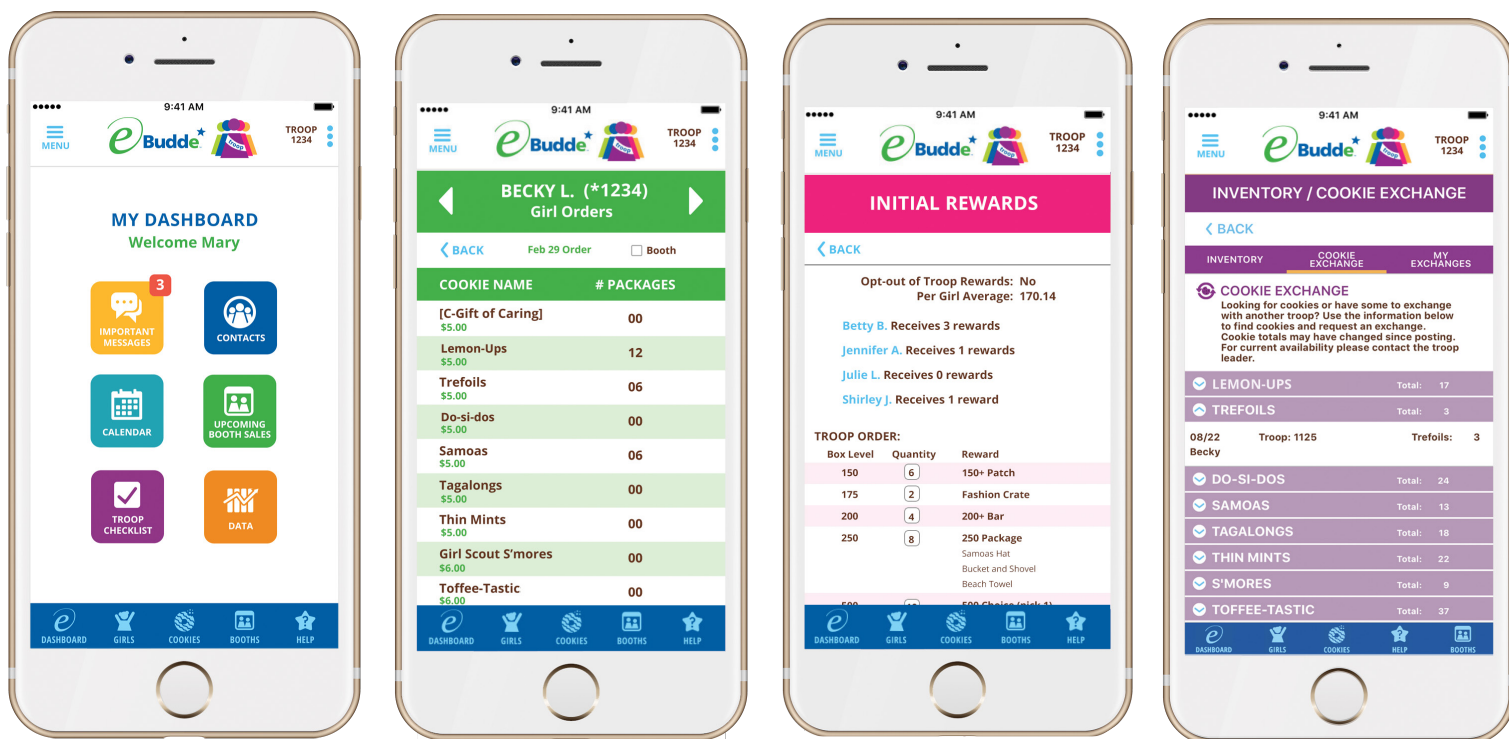 9:41 AM
MENU
eBudde™
troop
TROOP 1234
MY DASHBOARD
Welcome Mary
3
IMPORTANT MESSAGES
CONTACTS
CALENDAR
UPCOMING BOOTH SALES
TROOP CHECKLIST
DATA
DASHBOARD GIRLS COOKIES BOOTHS HELP
9:41 AM
MENU
eBudde™
troop
TROOP 1234
BECKY L. (*1234)
Girl Orders
BACK Feb 29 Order Booth
COOKIE NAME # PACKAGES
[C-Gift of Caring] 00
$5.00
Lemon-Ups 12
$5.00
Trefoils 06
$5.00
Do-si-dos 00
$5.00
Samoas 06
$5.00
Tagalongs 00
$5.00
Thin Mints 00
$5.00
Girl Scout S’mores 00
$6.00
Toffee-Tastic 00
$6.00
DASHBOARD GIRLS COOKIES BOOTHS HELP
9:41 AM
MENU
eBudde™
troop
TROOP 1234
INITIAL REWARDS
BACK
Opt-out of Troop Rewards: No
Per Girl Average: 170.14
Betty B. Receives 3 rewards
Jennifer A. Receives 1 rewards
Julie L. Receives 0 rewards
Shirley J. Receives 1 reward
TROOP ORDER:
Box Level Quantity Reward
150 6 150+ Patch
175 2 Fashion Crate
200 4 200+ Bar
250 8 250 Package
Samoas Hat
Bucket and Shovel
Beach Towel
500 Choice (pick 1)
DASHBOARD GIRLS COOKIES BOOTHS HELP
9:41 AM
MENU
eBudde™
troop
TROOP 1234
INVENTORY / COOKIE EXCHANGE
BACK
INVENTORY COOKIE EXCHANGE MY EXCHANGES
COOKIE EXCHANGE
Looking for cookies or have some to exchange
with another troop? Use the information below
to find cookies and request an exchange.
Cookie totals may have changed since posting.
For current availability please contact the troop
leader.
LEMON-UPS Total: 17
TREFOILS Total: 3
08/22 Troop: 1125 Trefoils: 3
Becky
DO-SI-DOS Total: 24
SAMOAS Total: 13
TAGALONGS Total: 18
THIN MINTS Total: 22
S’MORES Total: 9
TOFFEE-TASTIC Total: 37
DASHBOARD GIRLS COOKIES HELP BOOTHS